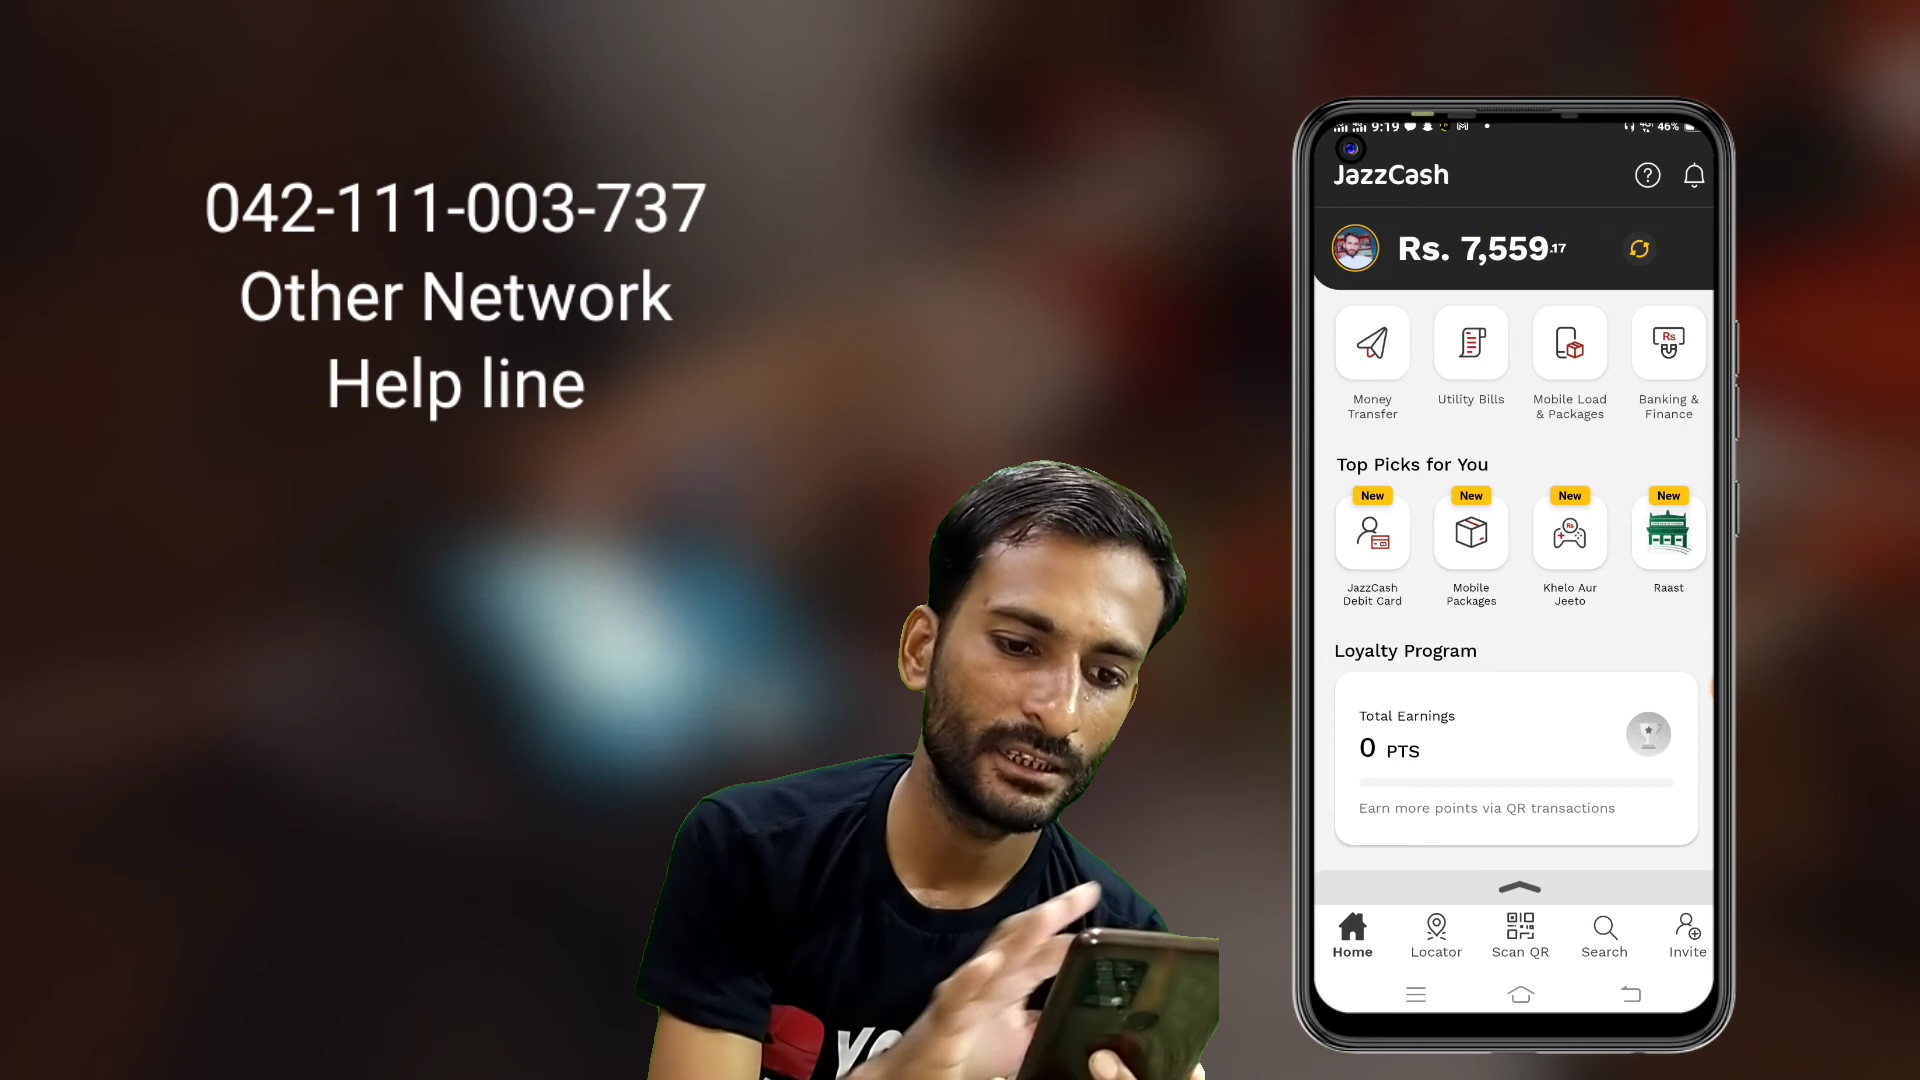 042-111-003-737
Other Network
Help line
9:19
46%
JazzCash
Rs. 7,559.17
Money
Transfer
Utility Bills
Mobile Load
& Packages
Rs
Banking &
Finance
Top Picks for You
New
New
New
New
Rs
JazzCash
Debit Card
Mobile
Packages
Khelo Aur
Jeeto
Raast
Loyalty Program
Total Earnings
0 PTS
Earn more points via QR transactions
Home
Locator
Scan QR
Search
Invite